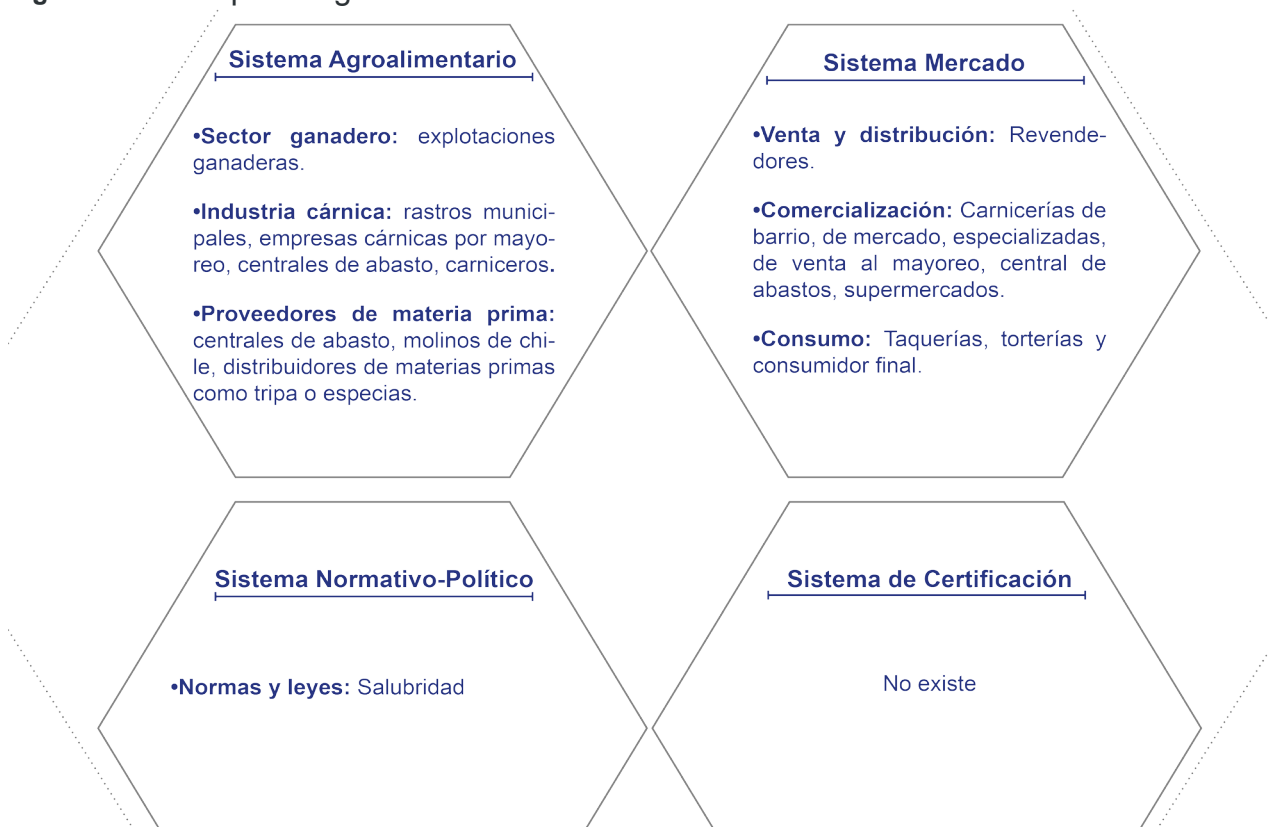 Sistema Agroalimentario
•Sector ganadero: explotaciones
ganaderas.
•Industria cárnica: rastros munici-
pales, empresas cárnicas por mayo-
reo, centrales de abasto, carniceros.
•Proveedores de materia prima:
centrales de abasto, molinos de chi-
le, distribuidores de materias primas
como tripa o especias.
Sistema Mercado
•Venta y distribución: Revende-
dores.
•Comercialización: Carnicerías de
barrio, de mercado, especializadas,
de venta al mayoreo, central de
abastos, supermercados.
•Consumo: Taquerías, torterías y
consumidor final.
Sistema Normativo-Político
•Normas y leyes: Salubridad
Sistema de Certificación
No existe